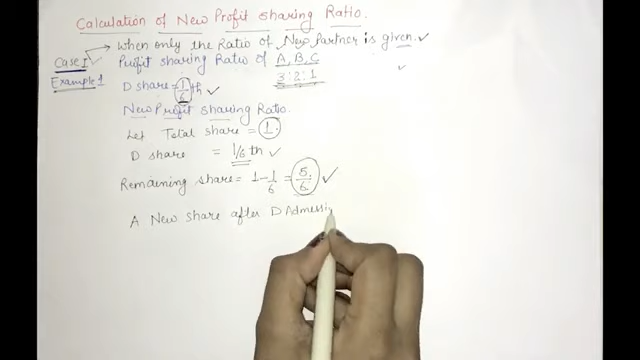 Calculation of New Profit sharing Ratio.
Case I When only the Ratio of New Partner is given. ✓
Example 1 Profit sharing Ratio of A, B, C
3:2:1
D share = 1/6 th ✓
New Profit sharing Ratio.
Let Total share = 1.
D share = 1/6 th ✓
Remaining share = 1 - 1/6 = 5/6 ✓
A New share after D Admissi